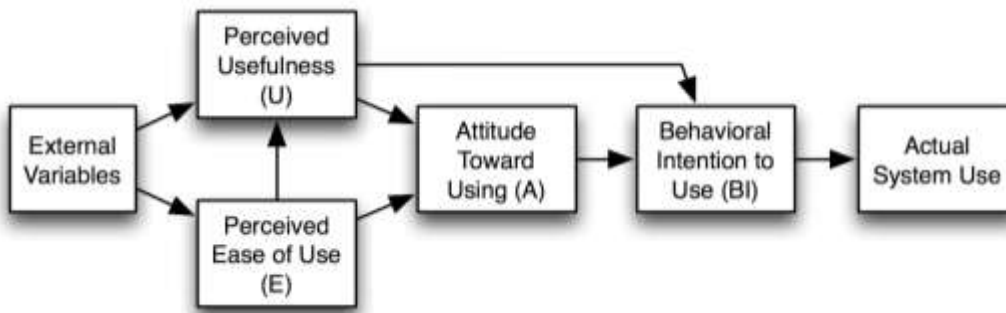 External
Variables
Perceived
Usefulness
(U)
Perceived
Ease of Use
(E)
Attitude
Toward
Using (A)
Behavioral
Intention to
Use (BI)
Actual
System Use